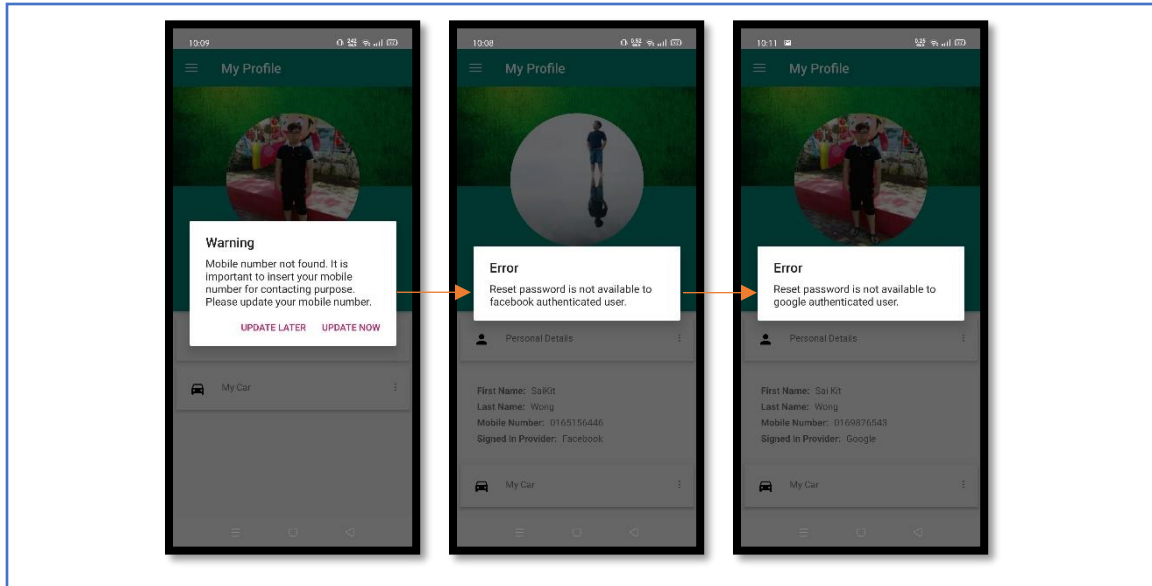 10:09
My Profile
Warning
Mobile number not found. It is
important to insert your mobile
number for contacting purpose.
Please update your mobile number.
UPDATE LATER UPDATE NOW
My Car
10:08
My Profile
Error
Reset password is not available to
facebook authenticated user.
Personal Details
First Name: SaiKit
Last Name: Wong
Mobile Number: 0165156446
Signed In Provider: Facebook
My Car
10:11
My Profile
Error
Reset password is not available to
google authenticated user.
Personal Details
First Name: Sai Kit
Last Name: Wong
Mobile Number: 0169876543
Signed In Provider: Google
My Car